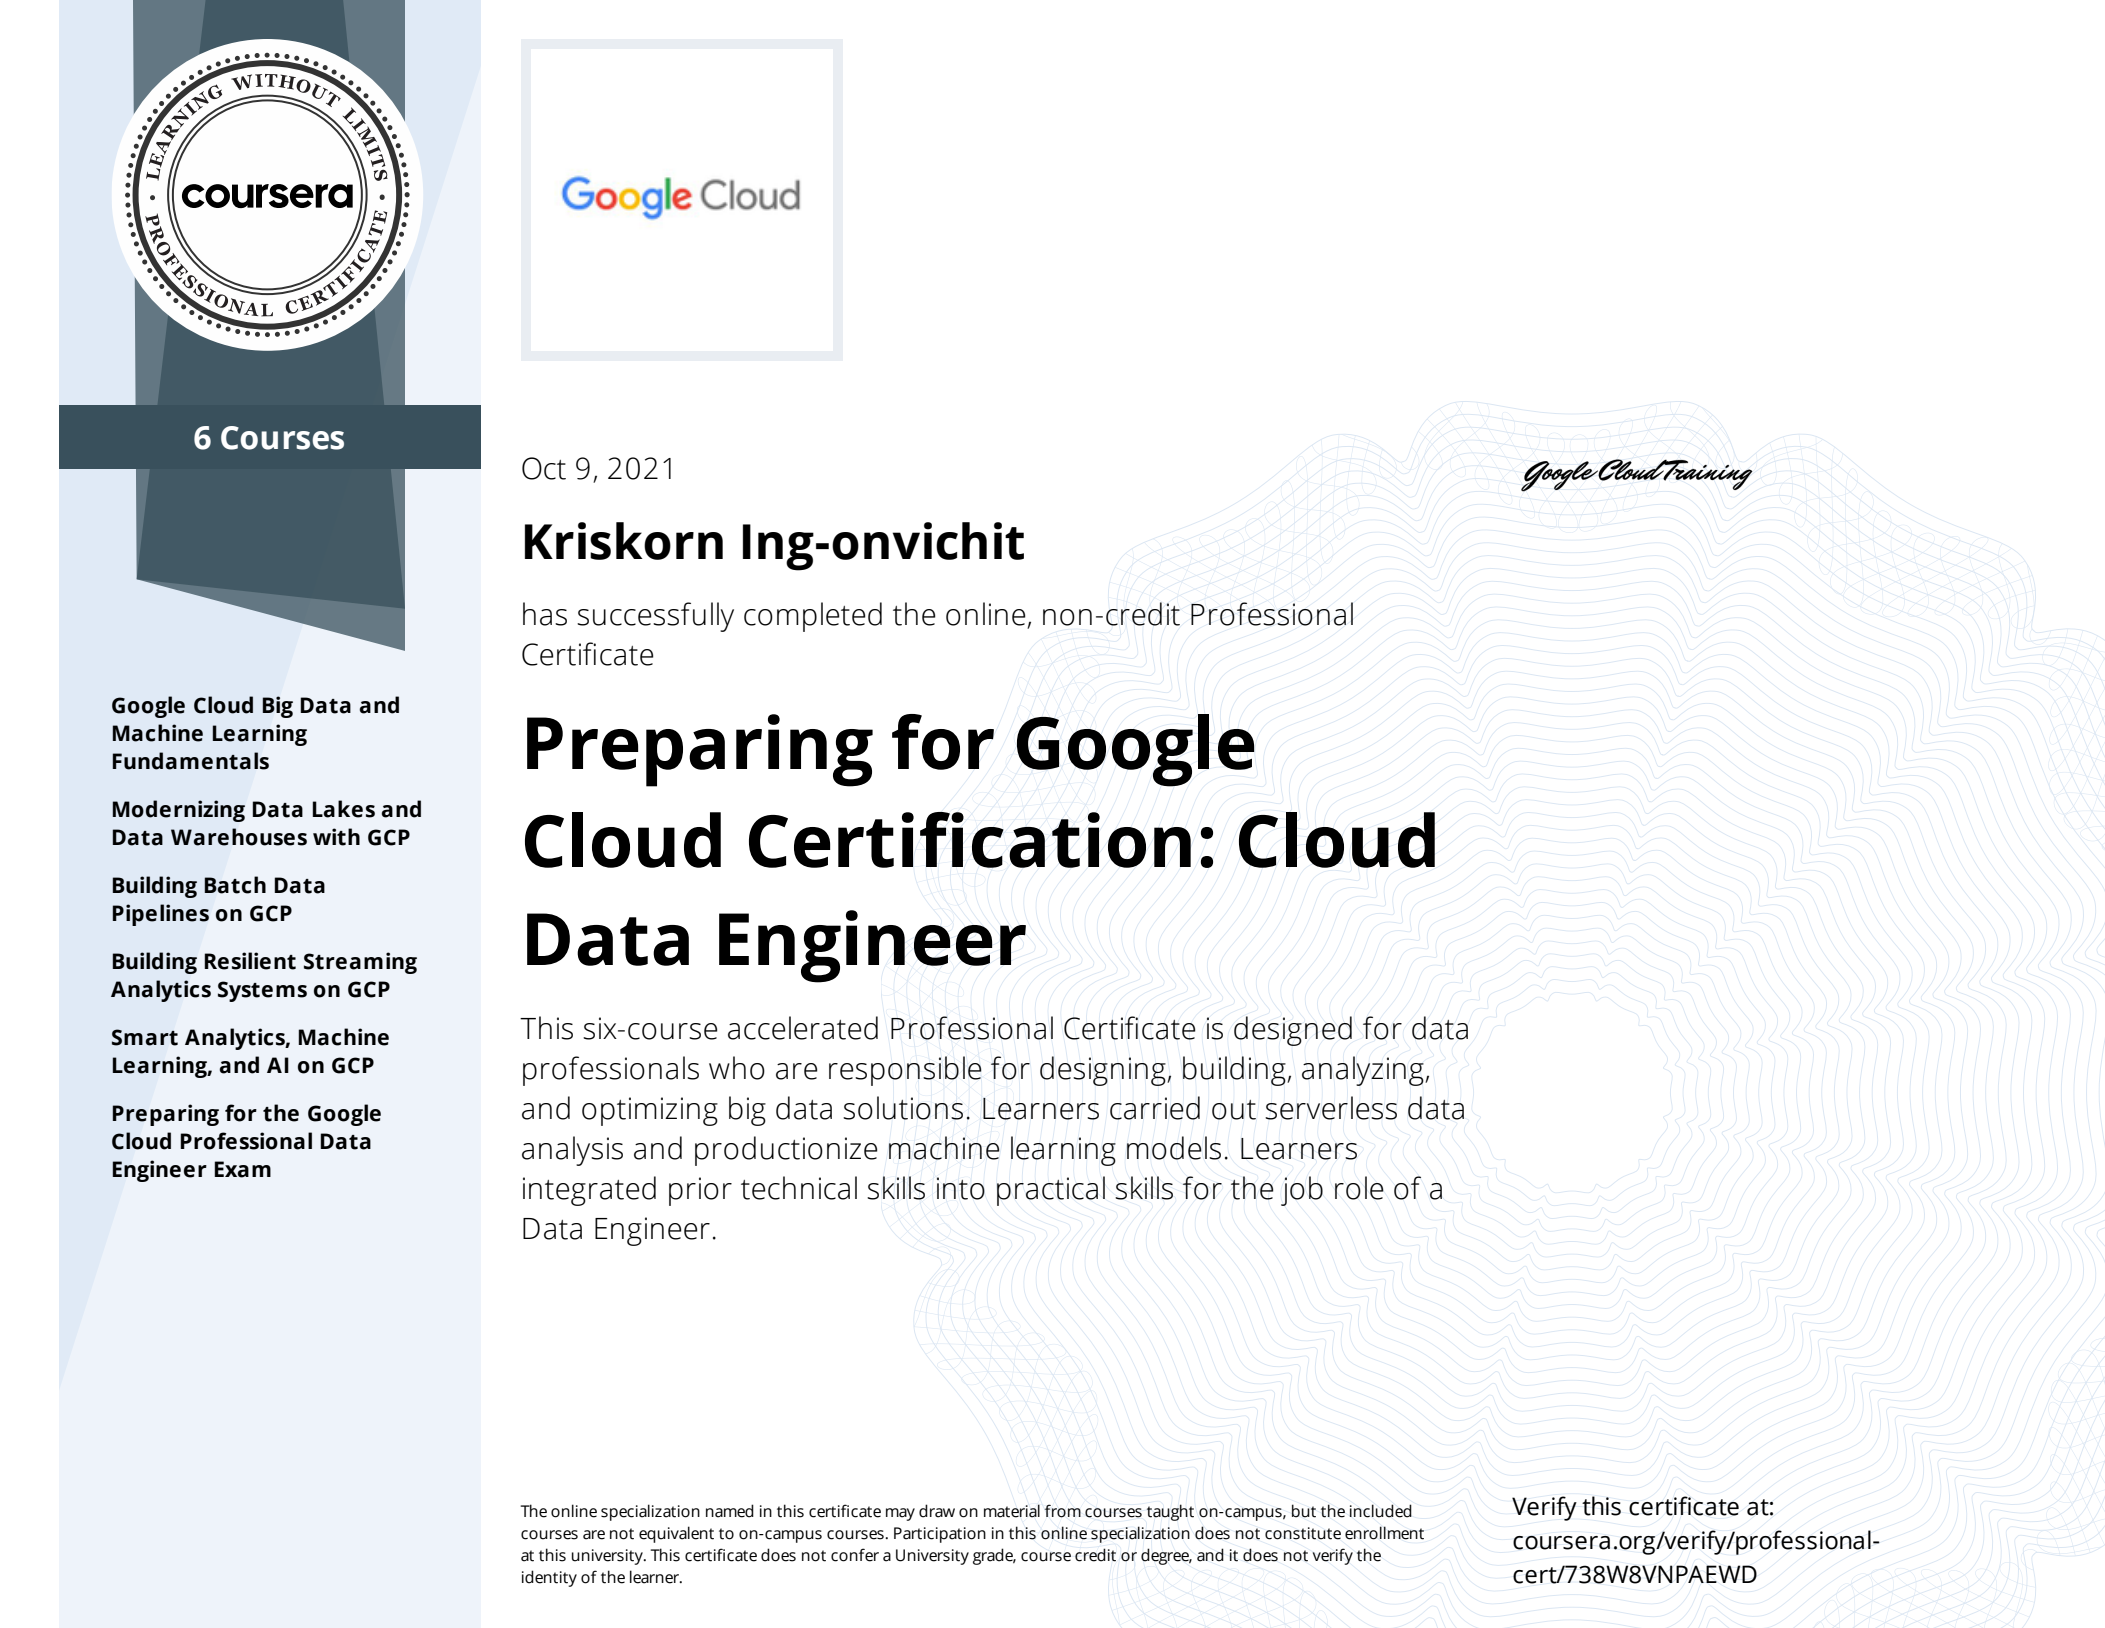 LEARNING WITHOUT LIMITS
coursera
PROFESSIONAL CERTIFICATE
6 Courses
Google Cloud Big Data and
Machine Learning
Fundamentals
Modernizing Data Lakes and
Data Warehouses with GCP
Building Batch Data
Pipelines on GCP
Building Resilient Streaming
Analytics Systems on GCP
Smart Analytics, Machine
Learning, and AI on GCP
Preparing for the Google
Cloud Professional Data
Engineer Exam
Google Cloud
Oct 9, 2021
Kriskorn Ing-onvichit
has successfully completed the online, non-credit Professional
Certificate
Preparing for Google
Cloud Certification: Cloud
Data Engineer
This six-course accelerated Professional Certificate is designed for data
professionals who are responsible for designing, building, analyzing,
and optimizing big data solutions. Learners carried out serverless data
analysis and productionize machine learning models. Learners
integrated prior technical skills into practical skills for the job role of a
Data Engineer.
Google Cloud Training
The online specialization named in this certificate may draw on material from courses taught on-campus, but the included
courses are not equivalent to on-campus courses. Participation in this online specialization does not constitute enrollment
at this university. This certificate does not confer a University grade, course credit or degree, and it does not verify the
identity of the learner.
Verify this certificate at:
coursera.org/verify/professional-
cert/738W8VNPAEWD